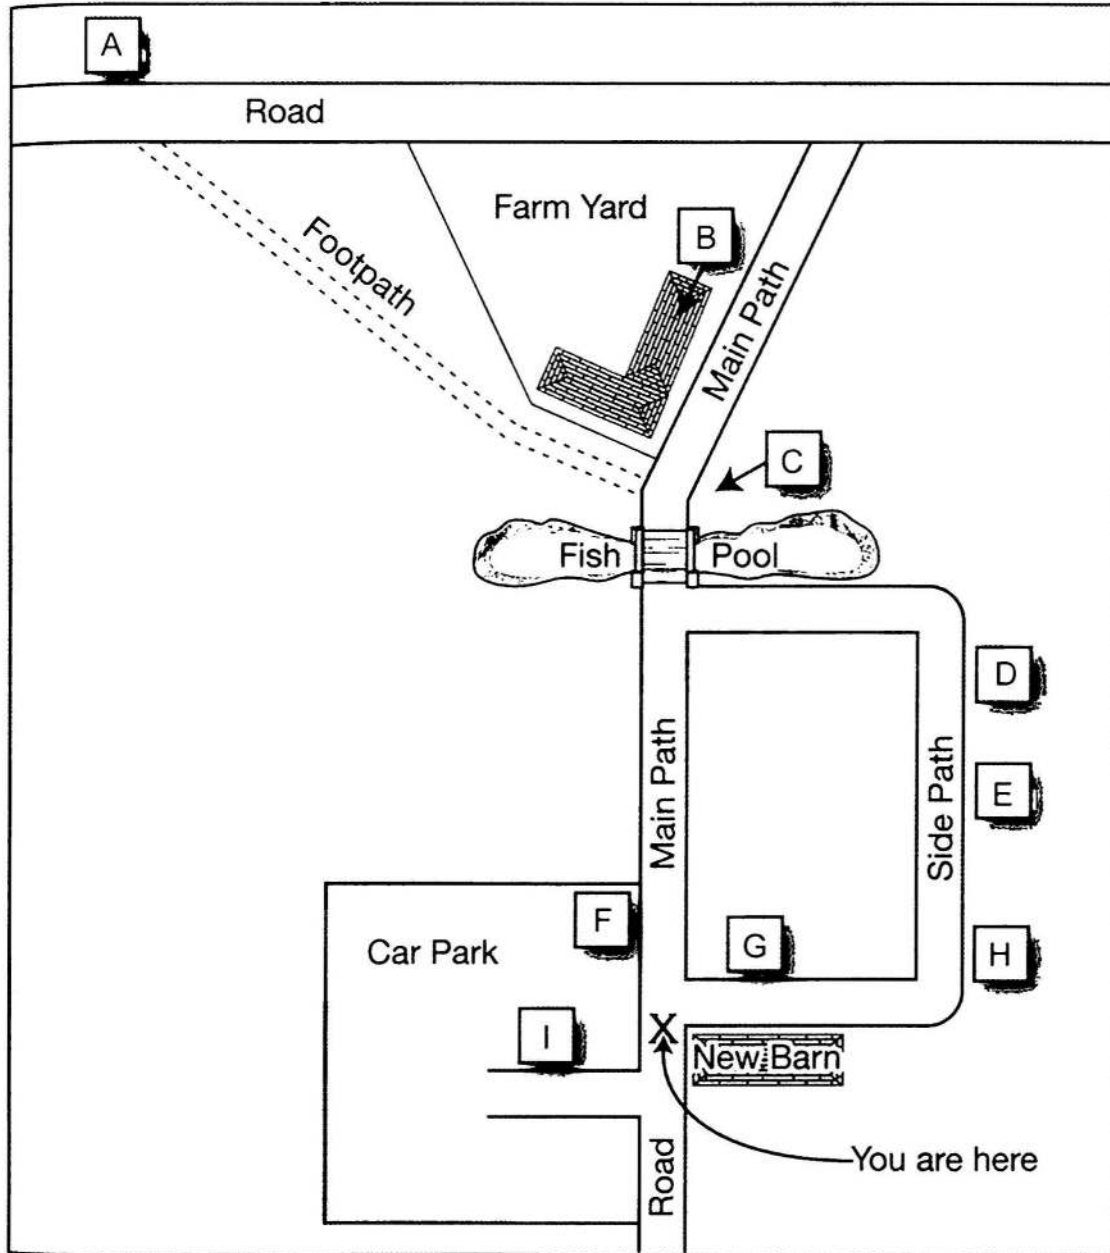 A
Road
Farm Yard
B
Footpath
Main Path
C
Fish Pool
D
Main Path
Side Path
E
F
Car Park
G
H
X
I
New Barn
You are here
Road